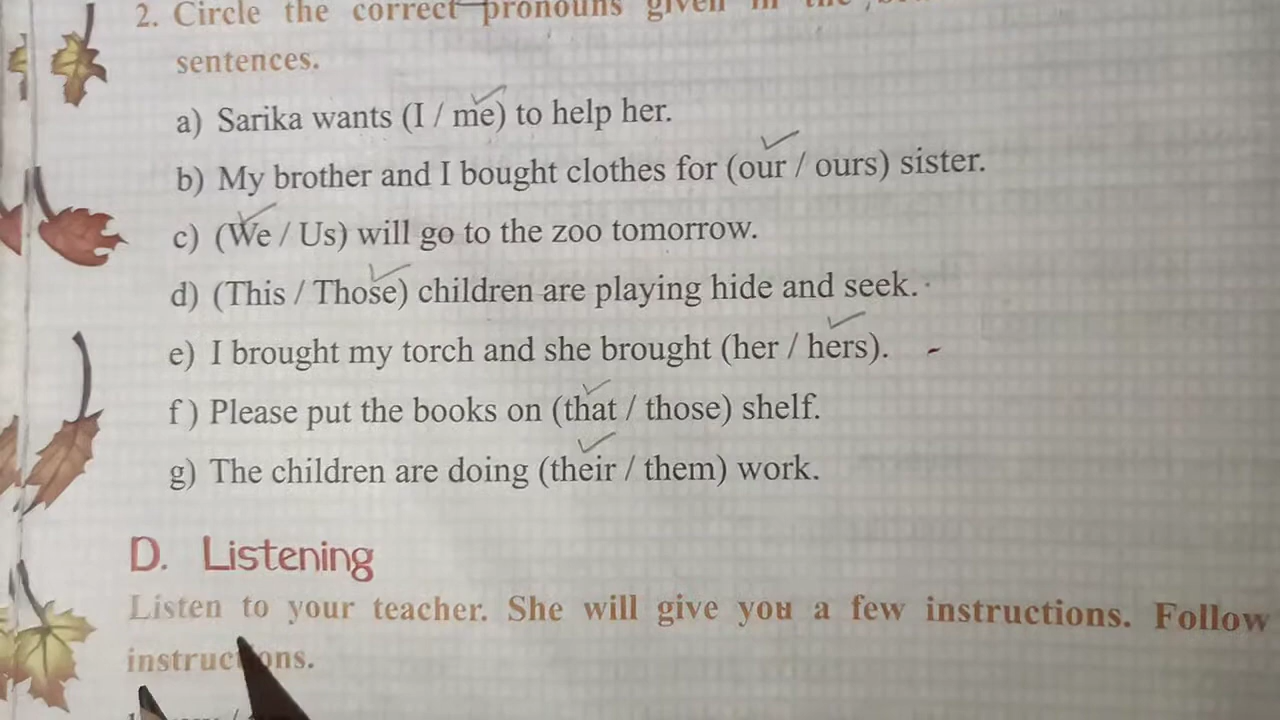 2. Circle the correct pronouns given in the
sentences.
a) Sarika wants (I / me) to help her.
b) My brother and I bought clothes for (our / ours) sister.
c) (We / Us) will go to the zoo tomorrow.
d) (This / Those) children are playing hide and seek.
e) I brought my torch and she brought (her / hers).
f) Please put the books on (that / those) shelf.
g) The children are doing (their / them) work.
D. Listening
Listen to your teacher. She will give you a few instructions. Follow
instructions.